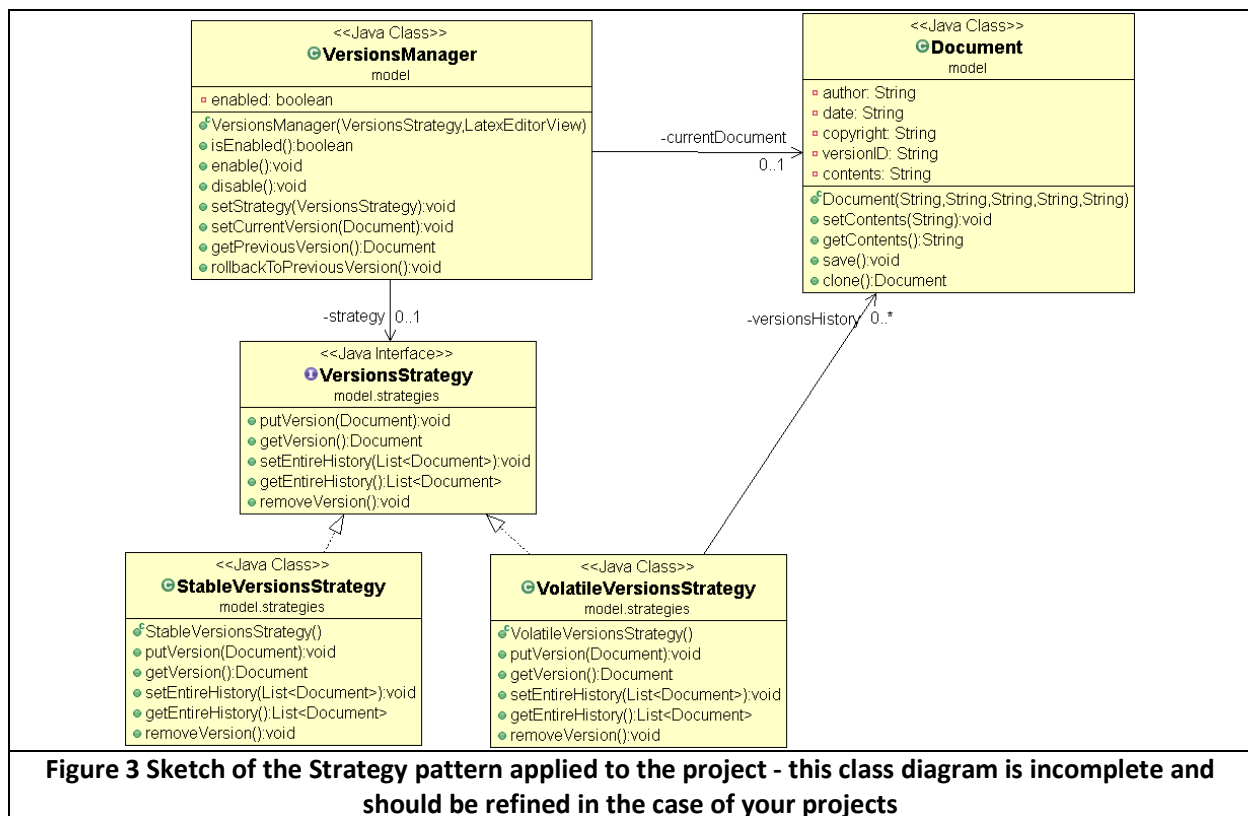 <<Java Class>>
VersionsManager
model
enabled: boolean
VersionsManager(VersionsStrategy,LatexEditorView)
isEnabled():boolean
enable():void
disable():void
setStrategy(VersionsStrategy):void
setCurrentVersion(Document):void
getPreviousVersion():Document
rollbackToPreviousVersion():void
-currentDocument
0..1
<<Java Class>>
Document
model
author: String
date: String
copyright: String
versionID: String
contents: String
Document(String,String,String,String,String)
setContents(String):void
getContents():String
save():void
clone():Document
-strategy 0..1
-versionsHistory 0..*
<<Java Interface>>
VersionsStrategy
model.strategies
putVersion(Document):void
getVersion():Document
setEntireHistory(List<Document>):void
getEntireHistory():List<Document>
removeVersion():void
<<Java Class>>
StableVersionsStrategy
model.strategies
StableVersionsStrategy()
putVersion(Document):void
getVersion():Document
setEntireHistory(List<Document>):void
getEntireHistory():List<Document>
removeVersion():void
<<Java Class>>
VolatileVersionsStrategy
model.strategies
VolatileVersionsStrategy()
putVersion(Document):void
getVersion():Document
setEntireHistory(List<Document>):void
getEntireHistory():List<Document>
removeVersion():void
Figure 3 Sketch of the Strategy pattern applied to the project - this class diagram is incomplete and
should be refined in the case of your projects